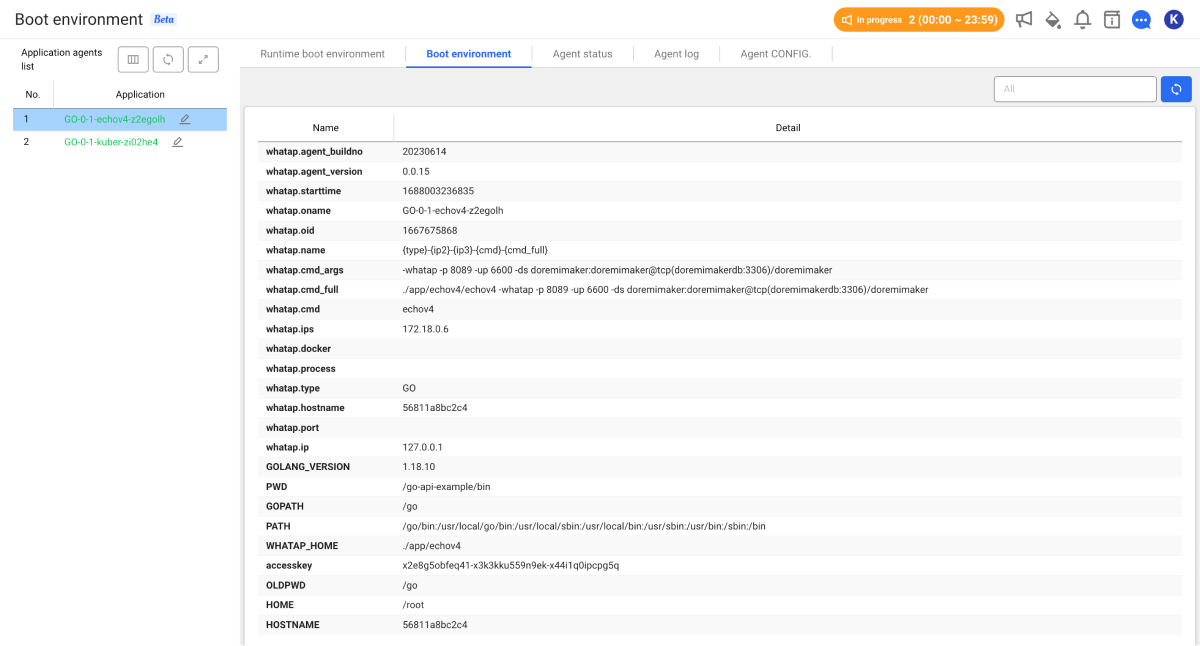 Boot environment Beta
In progress 2 (00:00 ~ 23:59)
K
Application agents list
No. Application
1 GO-0-1-echov4-z2egolh
2 GO-0-1-kuber-zi02he4
Runtime boot environment Boot environment Agent status Agent log Agent CONFIG.
All
Name Detail
whatap.agent_buildno 20230614
whatap.agent_version 0.0.15
whatap.starttime 1688003236835
whatap.oname GO-0-1-echov4-z2egolh
whatap.oid 1667675868
whatap.name {type}-{ip2}-{ip3}-{cmd}-{cmd_full}
whatap.cmd_args -whatap -p 8089 -up 6600 -ds doremimaker:doremimaker@tcp(doremimakerdb:3306)/doremimaker
whatap.cmd_full ./app/echov4/echov4 -whatap -p 8089 -up 6600 -ds doremimaker:doremimaker@tcp(doremimakerdb:3306)/doremimaker
whatap.cmd echov4
whatap.ips 172.18.0.6
whatap.docker
whatap.process
whatap.type GO
whatap.hostname 56811a8bc2c4
whatap.port
whatap.ip 127.0.0.1
GOLANG_VERSION 1.18.10
PWD /go-api-example/bin
GOPATH /go
PATH /go/bin:/usr/local/go/bin:/usr/local/sbin:/usr/local/bin:/usr/sbin:/usr/bin:/sbin:/bin
WHATAP_HOME ./app/echov4
accesskey x2e8g5obfeq41-x3k3kku559n9ek-x44i1q0ipcpg5q
OLDPWD /go
HOME /root
HOSTNAME 56811a8bc2c4